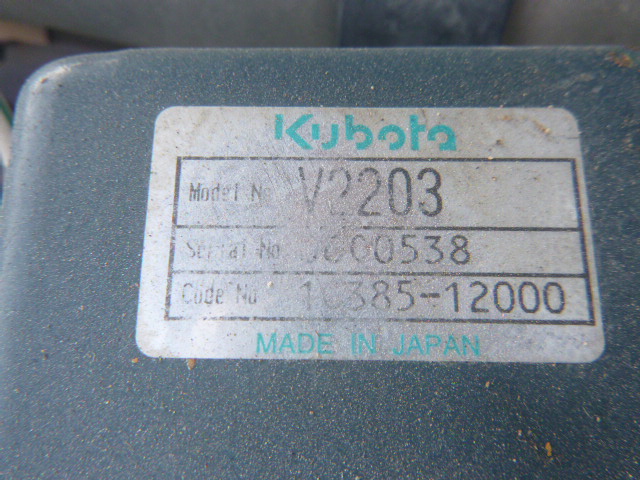 Kubota
Model No V2203
Serial No
Code No
MADE IN JAPAN